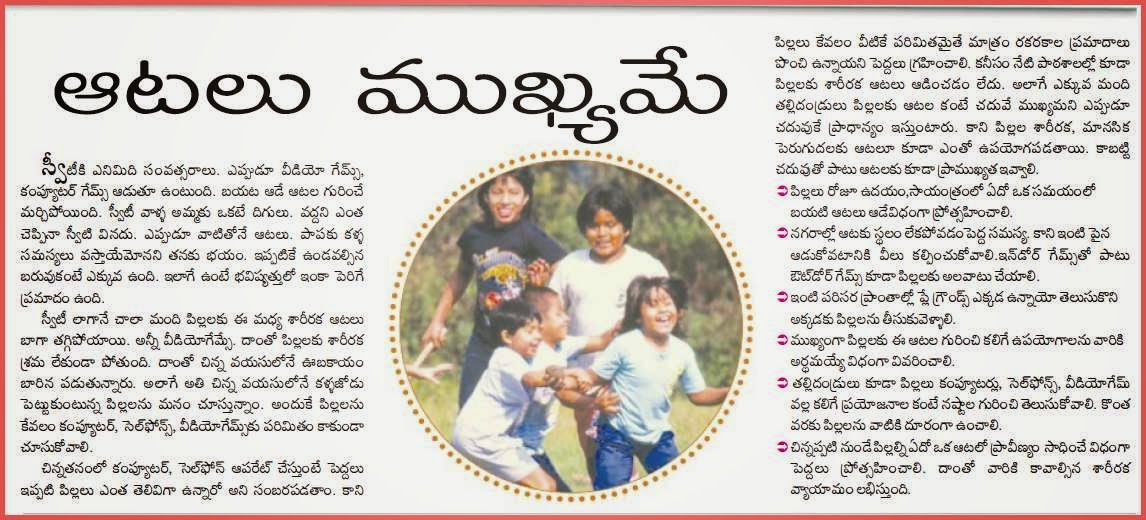 ఆటలు ముఖ్యమే
స్వీటీకి ఎనిమిది సంవత్సరాలు. ఎప్పుడూ వీడియో గేమ్స్,
కంప్యూటర్ గేమ్స్ ఆడుతూ ఉంటుంది. బయట ఆడే ఆటల గురించే
మర్చిపోయింది. స్వీటీ వాళ్ళ అమ్మకు ఒకటే దిగులు. వద్దని ఎంత
చెప్పినా స్వీటి వినదు. ఎప్పుడూ వాటితోనే ఆటలు. పాపకు కళ్ళ
సమస్యలు వస్తాయేమోనని తనకు భయం. ఇప్పటికే ఉండవల్సిన
బరువుకంటే ఎక్కువ ఉంది. ఇలాగే ఉంటే భవిష్యత్తులో ఇంకా పెరిగే
ప్రమాదం ఉంది.
స్వీటీ లాగానే చాలా మంది పిల్లలకు ఈ మధ్య శారీరక ఆటలు
బాగా తగ్గిపోయాయి. అన్నీ వీడియోగేమ్సే. దాంతో పిల్లలకు శారీరక
శ్రమ లేకుండా పోతుంది. దాంతో చిన్న వయసులోనే ఊబకాయం
బారిన పడుతున్నారు. అలాగే అతి చిన్న వయసులోనే కళ్ళజోడు
పెట్టుకుంటున్న పిల్లలను మనం చూస్తున్నాం. అందుకే పిల్లలను
కేవలం కంప్యూటర్, సెల్‌ఫోన్స్, వీడియోగేమ్స్‌కు పరిమితం కాకుండా
చూసుకోవాలి.
చిన్నతనంలో కంప్యూటర్, సెల్‌ఫోన్ ఆపరేట్ చేస్తుంటే పెద్దలు
ఇప్పటి పిల్లలు ఎంత తెలివిగా ఉన్నారో అని సంబరపడతాం. కాని
పిల్లలు కేవలం వీటికే పరిమితమైతే మాత్రం రకరకాల ప్రమాదాలు
పొంచి ఉన్నాయని పెద్దలు గ్రహించాలి. కనీసం నేటి పాఠశాలల్లో కూడా
పిల్లలకు శారీరక ఆటలు ఆడించడం లేదు. అలాగే ఎక్కువ మంది
తల్లిదండ్రులు పిల్లలకు ఆటల కంటే చదువే ముఖ్యమని ఎప్పుడూ
చదువుకే ప్రాధాన్యం ఇస్తుంటారు. కాని పిల్లల శారీరక, మానసిక
పెరుగుదలకు ఆటలూ కూడా ఎంతో ఉపయోగపడతాయి. కాబట్టి
చదువుతో పాటు ఆటలకు కూడా ప్రాముఖ్యత ఇవ్వాలి.
పిల్లలు రోజూ ఉదయం,సాయంత్రంలో ఏదో ఒక సమయంలో
బయటి ఆటలు ఆడేవిధంగా ప్రోత్సహించాలి.
నగరాల్లో ఆటకు స్థలం లేకపోవడంపెద్ద సమస్య. కాని ఇంటి పైన
ఆడుకోవటానికి వీలు కల్పించుకోవాలి.ఇన్‌డోర్ గేమ్స్‌తో పాటు
ఔట్‌డోర్ గేమ్స్ కూడా పిల్లలకు అలవాటు చేయాలి.
ఇంటి పరిసర ప్రాంతాల్లో ప్లే గ్రౌండ్స్ ఎక్కడ ఉన్నాయో తెలుసుకొని
అక్కడకు పిల్లలను తీసుకువెళ్ళాలి.
ముఖ్యంగా పిల్లలకు ఈ ఆటల గురించి కలిగే ఉపయోగాలను వారికి
అర్థమయ్యే విధంగా వివరించాలి.
తల్లిదండ్రులు కూడా పిల్లలు కంప్యూటర్లు, సెల్‌ఫోన్స్, వీడియోగేమ్
వల్ల కలిగే ప్రయోజనాల కంటే నష్టాల గురించి తెలుసుకోవాలి. కొంత
వరకు పిల్లలను వాటికి దూరంగా ఉంచాలి.
చిన్నప్పటి నుండే పిల్లల్ని ఏదో ఒక ఆటలో ప్రావీణ్యం సాధించే విధంగా
పెద్దలు ప్రోత్సహించాలి. దాంతో వారికి కావాల్సిన శారీరక
వ్యాయామం లభిస్తుంది.